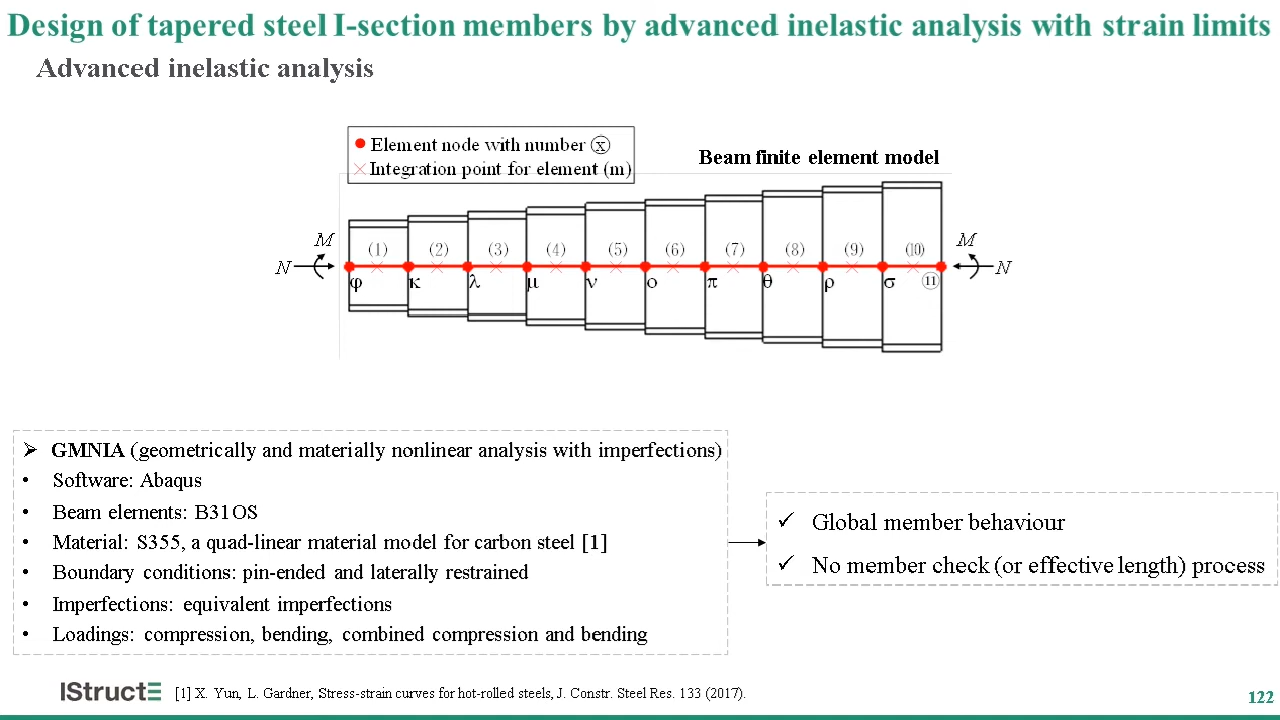 Design of tapered steel I-section members by advanced inelastic analysis with strain limits
Advanced inelastic analysis
Element node with number ⓧ
Integration point for element (m)
Beam finite element model
(1) (2) (3) (4) (5) (6) (7) (8) (9) (10)
M M
N N
φ κ λ μ ν ο π θ ρ σ ⑪
➢ GMNIA (geometrically and materially nonlinear analysis with imperfections)
• Software: Abaqus
• Beam elements: B31OS
• Material: S355, a quad-linear material model for carbon steel [1]
• Boundary conditions: pin-ended and laterally restrained
• Imperfections: equivalent imperfections
• Loadings: compression, bending, combined compression and bending
✓ Global member behaviour
✓ No member check (or effective length) process
IStructE
[1] X. Yun, L. Gardner, Stress-strain curves for hot-rolled steels, J. Constr. Steel Res. 133 (2017).
122